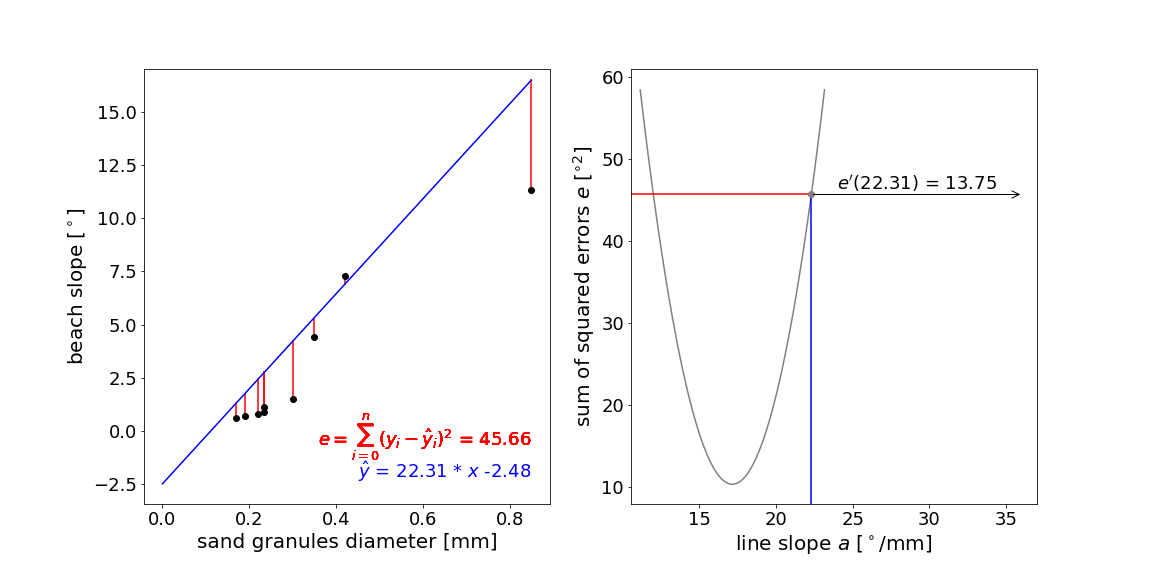 15.0
12.5
10.0
7.5
5.0
2.5
0.0
−2.5
beach slope [°]
e = ∑ⁿᵢ₌₀ (yᵢ − ŷᵢ)² = 45.66
ŷ = 22.31 * x -2.48
0.0 0.2 0.4 0.6 0.8
sand granules diameter [mm]
60
50
40
30
20
10
sum of squared errors e [°²]
e′(22.31) = 13.75
15 20 25 30 35
line slope a [°/mm]